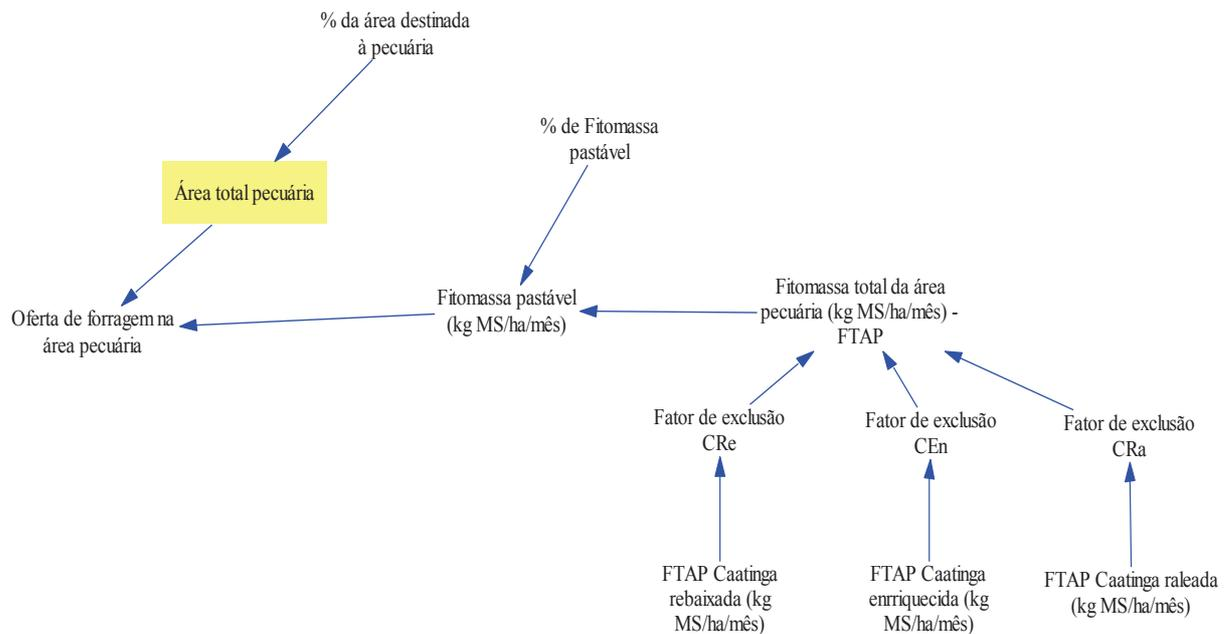 % da área destinada
à pecuária
% de Fitomassa
pastável
Área total pecuária
Fitomassa total da área
pecuária (kg MS/ha/mês) -
FTAP
Fitomassa pastável
(kg MS/ha/mês)
Oferta de forragem na
área pecuária
Fator de exclusão
CRe
Fator de exclusão
CEn
Fator de exclusão
CRa
FTAP Caatinga
rebaixada (kg
MS/ha/mês)
FTAP Caatinga
enrriquecida (kg
MS/ha/mês)
FTAP Caatinga raleada
(kg MS/ha/mês)